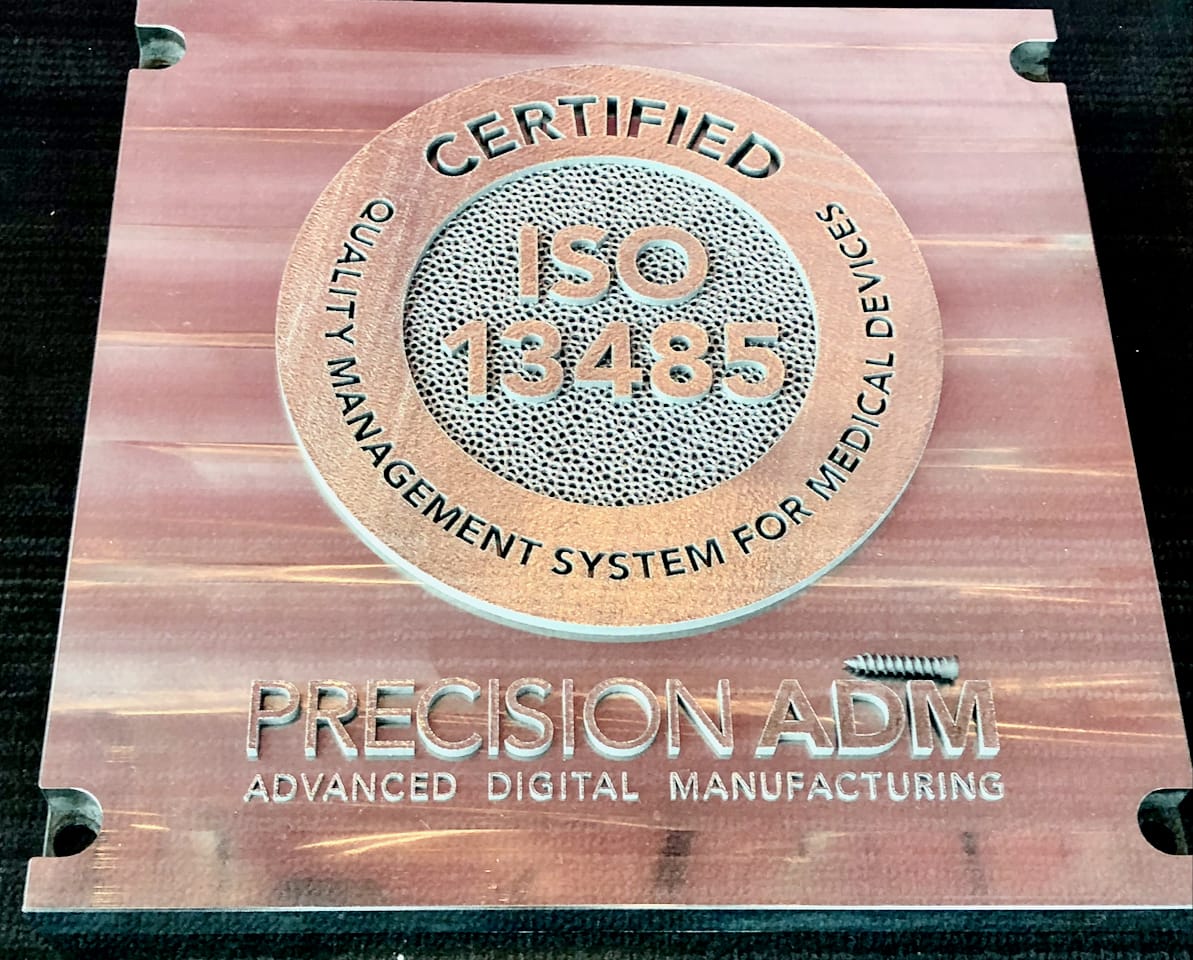 CERTIFIED
ISO
13485
QUALITY MANAGEMENT SYSTEM FOR MEDICAL DEVICES
PRECISION ADM
ADVANCED DIGITAL MANUFACTURING